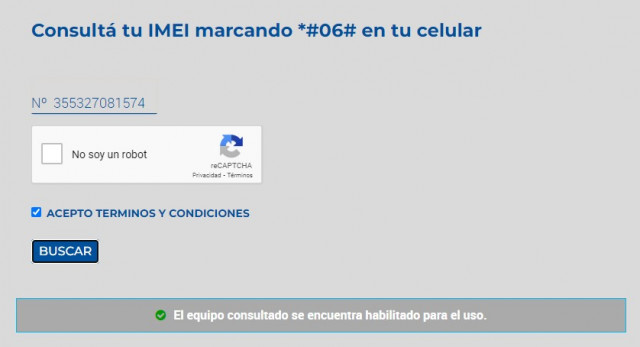 Consultá tu IMEI marcando *#06# en tu celular
Nº 355327081574
No soy un robot
reCAPTCHA
Privacidad - Términos
ACEPTO TERMINOS Y CONDICIONES
BUSCAR
El equipo consultado se encuentra habilitado para el uso.